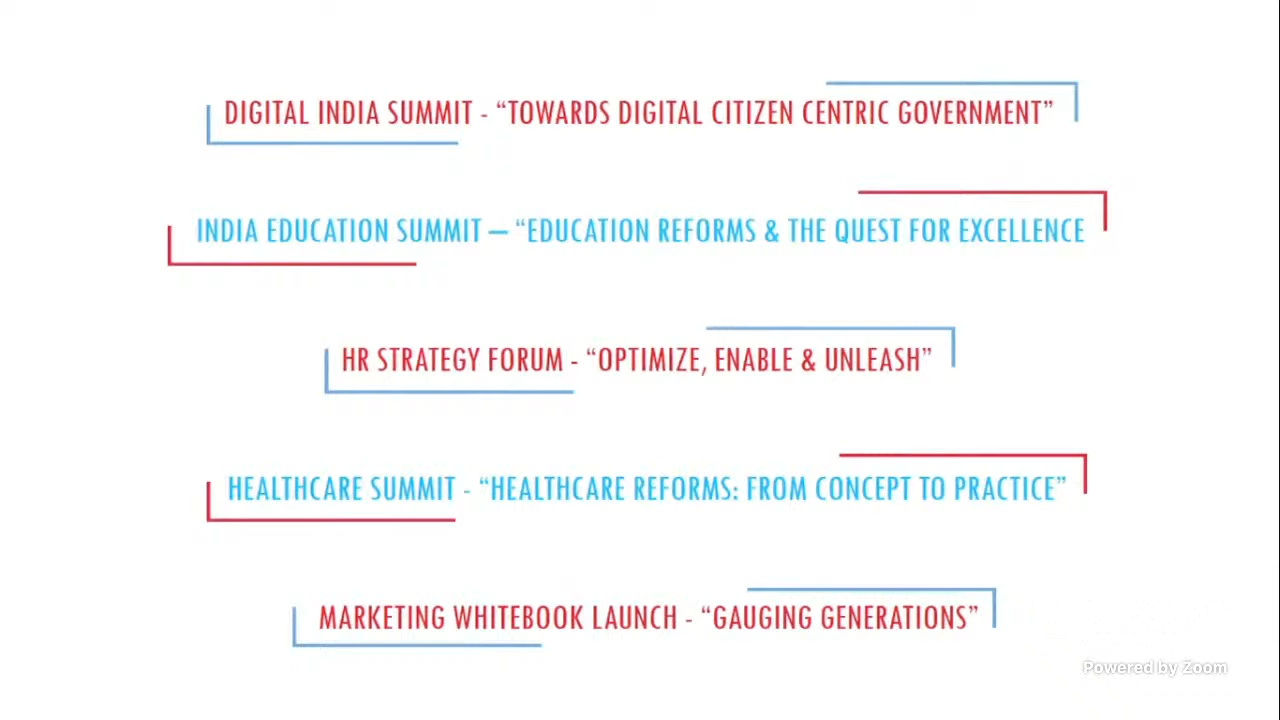 DIGITAL INDIA SUMMIT - “TOWARDS DIGITAL CITIZEN CENTRIC GOVERNMENT”
INDIA EDUCATION SUMMIT – “EDUCATION REFORMS & THE QUEST FOR EXCELLENCE
HR STRATEGY FORUM - “OPTIMIZE, ENABLE & UNLEASH”
HEALTHCARE SUMMIT - “HEALTHCARE REFORMS: FROM CONCEPT TO PRACTICE”
MARKETING WHITEBOOK LAUNCH - “GAUGING GENERATIONS”
Powered by Zoom